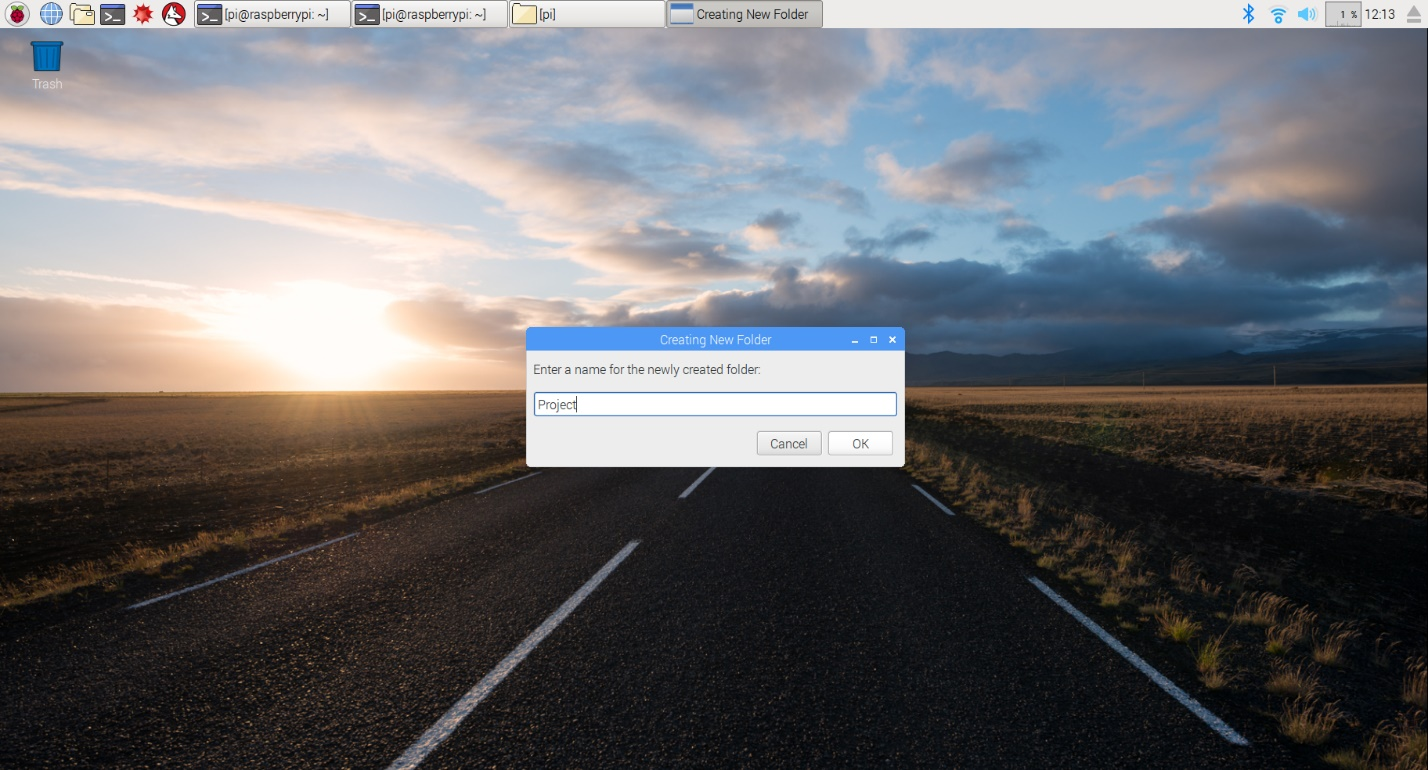 [pi@raspberrypi: ~] [pi@raspberrypi: ~] [pi] Creating New Folder 1 % 12:13
Trash
Creating New Folder
Enter a name for the newly created folder:
Project
Cancel OK